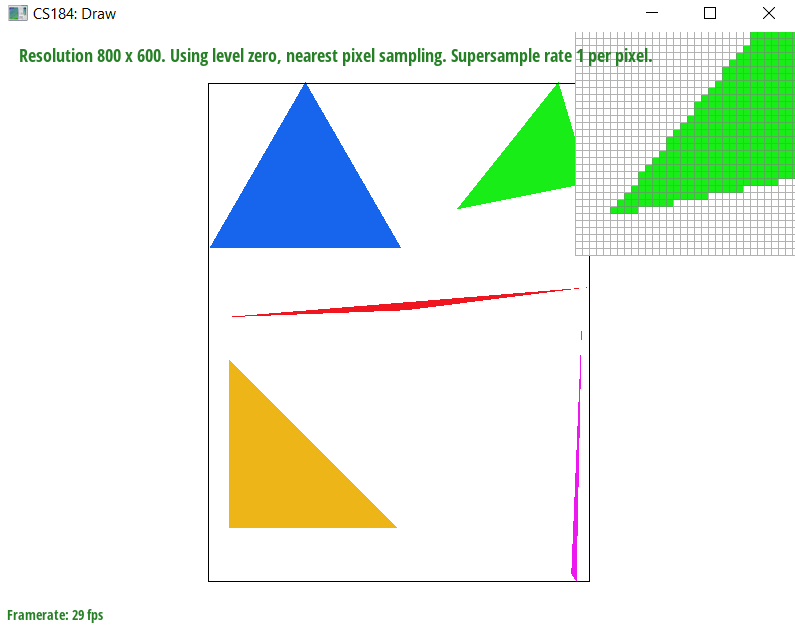 CS184: Draw
Resolution 800 x 600. Using level zero, nearest pixel sampling. Supersample rate 1 per pixel.
Framerate: 29 fps